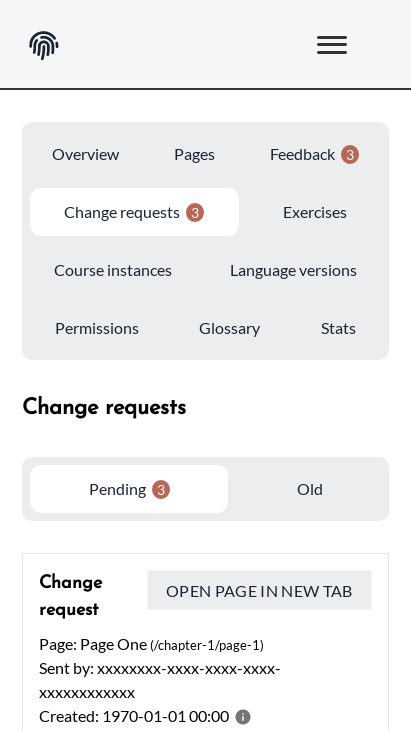 Overview Pages Feedback 3
Change requests 3 Exercises
Course instances Language versions
Permissions Glossary Stats
Change requests
Pending 3 Old
Change
request
OPEN PAGE IN NEW TAB
Page: Page One (/chapter-1/page-1)
Sent by: xxxxxxxx-xxxx-xxxx-xxxx-
xxxxxxxxxxxx
Created: 1970-01-01 00:00